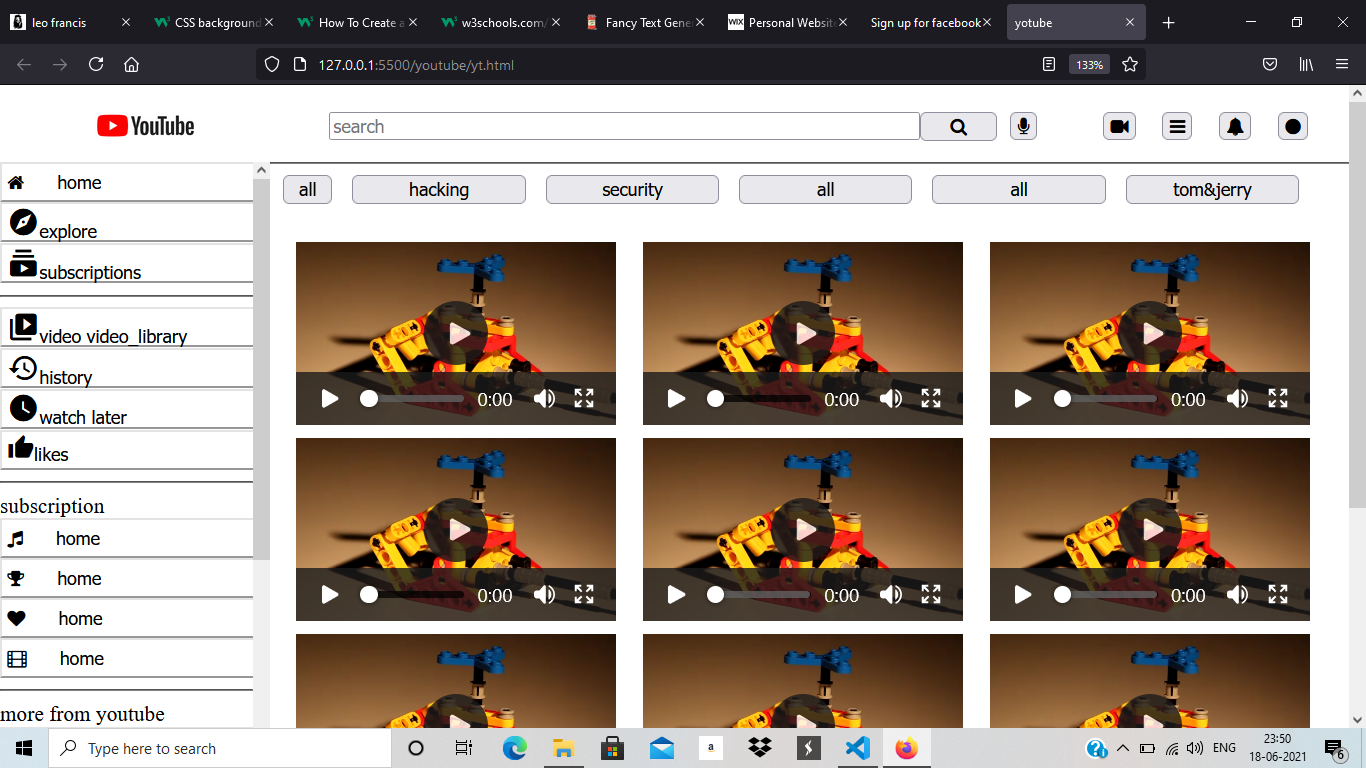 leo francis
CSS background
How To Create a
w3schools.com/
Fancy Text Gene
WIX Personal Website
Sign up for facebook
yotube
127.0.0.1:5500/youtube/yt.html
133%
YouTube
search
home
all
hacking
security
all
all
tom&jerry
explore
subscriptions
video video_library
history
watch later
likes
0:00
0:00
0:00
subscription
home
home
home
home
0:00
0:00
0:00
more from youtube
Type here to search
a
ENG
23:50
18-06-2021
6